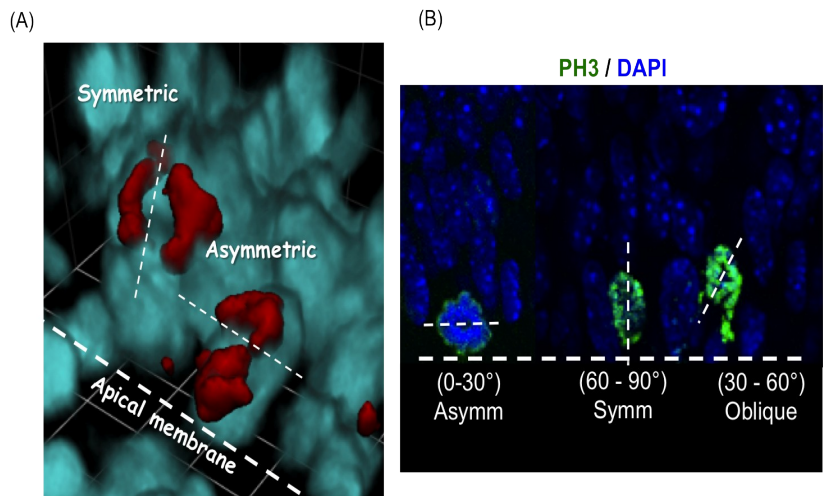 (A)
Symmetric
Asymmetric
Apical membrane
(B)
PH3 / DAPI
(0-30°)
Asymm
(60 - 90°)
Symm
(30 - 60°)
Oblique